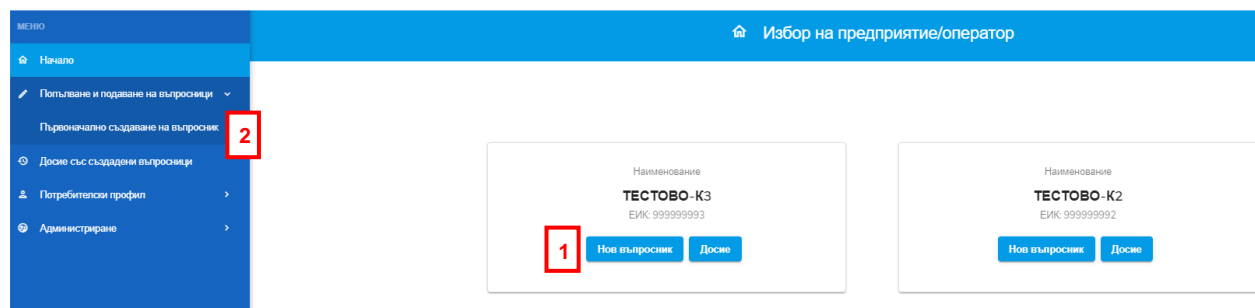 МЕНЮ
Избор на предприятие/оператор
Начало
Попълване и подаване на въпросници
Първоначално създаване на въпросник
2
Досие със създадени въпросници
Потребителски профил
Администриране
Наименование
ТЕСТОВО-К3
ЕИК: 999999993
1
Нов въпросник
Досие
Наименование
ТЕСТОВО-К2
ЕИК: 999999992
Нов въпросник
Досие